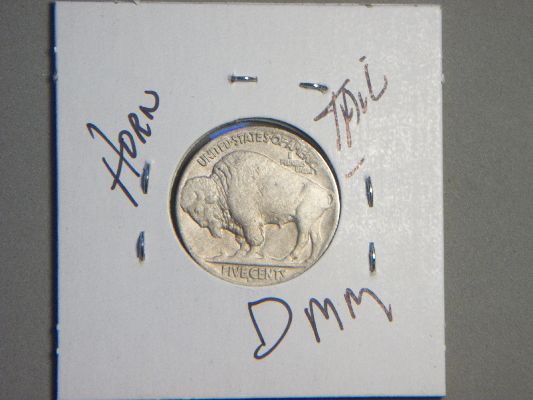 HORN
TAIL
UNITED·STATES·OF·AMERICA
FIVE CENTS
DMM